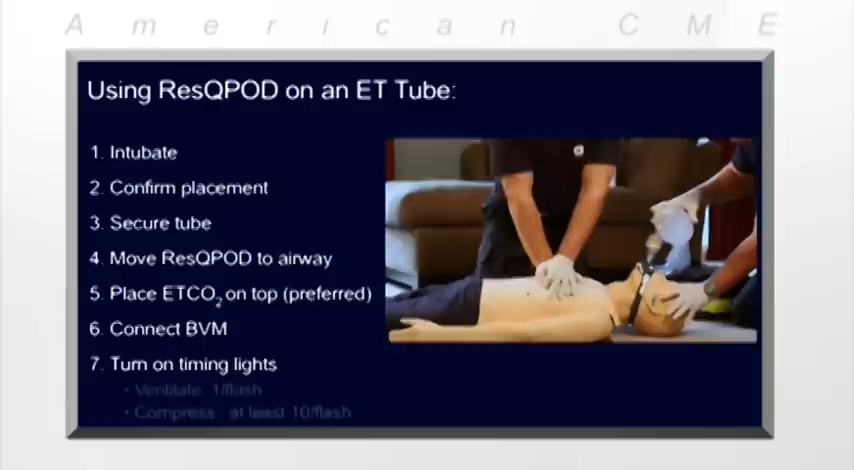 American CME
Using ResQPOD on an ET Tube:
1. Intubate
2. Confirm placement
3. Secure tube
4. Move ResQPOD to airway
5. Place ETCO₂ on top (preferred)
6. Connect BVM
7. Turn on timing lights
• Ventilate 1/flash
• Compress at least 10/flash